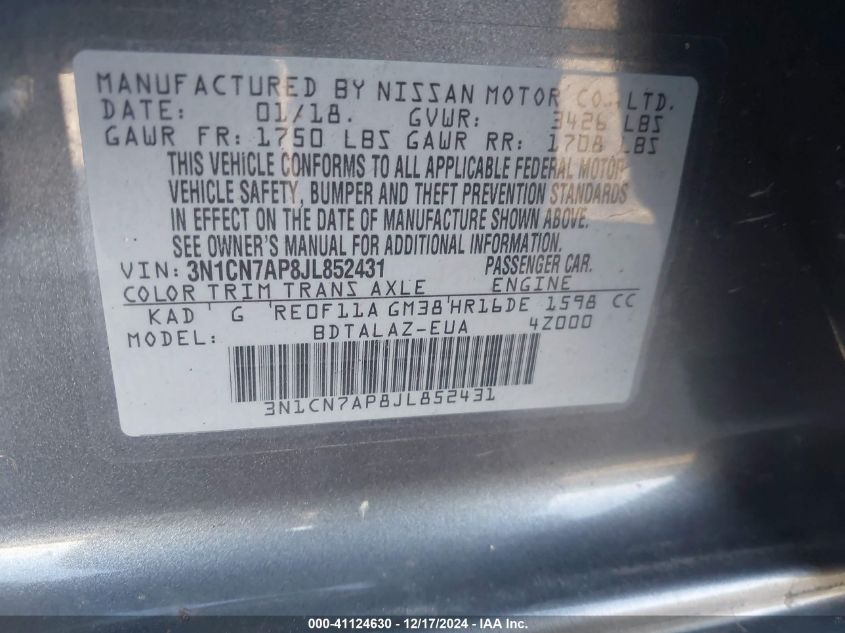 MANUFACTURED BY NISSAN MOTOR CO., LTD.
DATE: 01/18. GVWR: 3426 LBS
GAWR FR: 1750 LBS GAWR RR: 1708 LBS
THIS VEHICLE CONFORMS TO ALL APPLICABLE FEDERAL MOTOR
VEHICLE SAFETY, BUMPER AND THEFT PREVENTION STANDARDS
IN EFFECT ON THE DATE OF MANUFACTURE SHOWN ABOVE.
SEE OWNER'S MANUAL FOR ADDITIONAL INFORMATION.
VIN: 3N1CN7AP8JL852431 PASSENGER CAR.
COLOR TRIM TRANS AXLE ENGINE
KAD ' G 'RE0F11A GM38'HR16DE 1598 CC
MODEL: BDTALAZ-EUA 4Z000
3N1CN7AP8JL852431
000-41124630 – 12/17/2024 – IAA Inc.